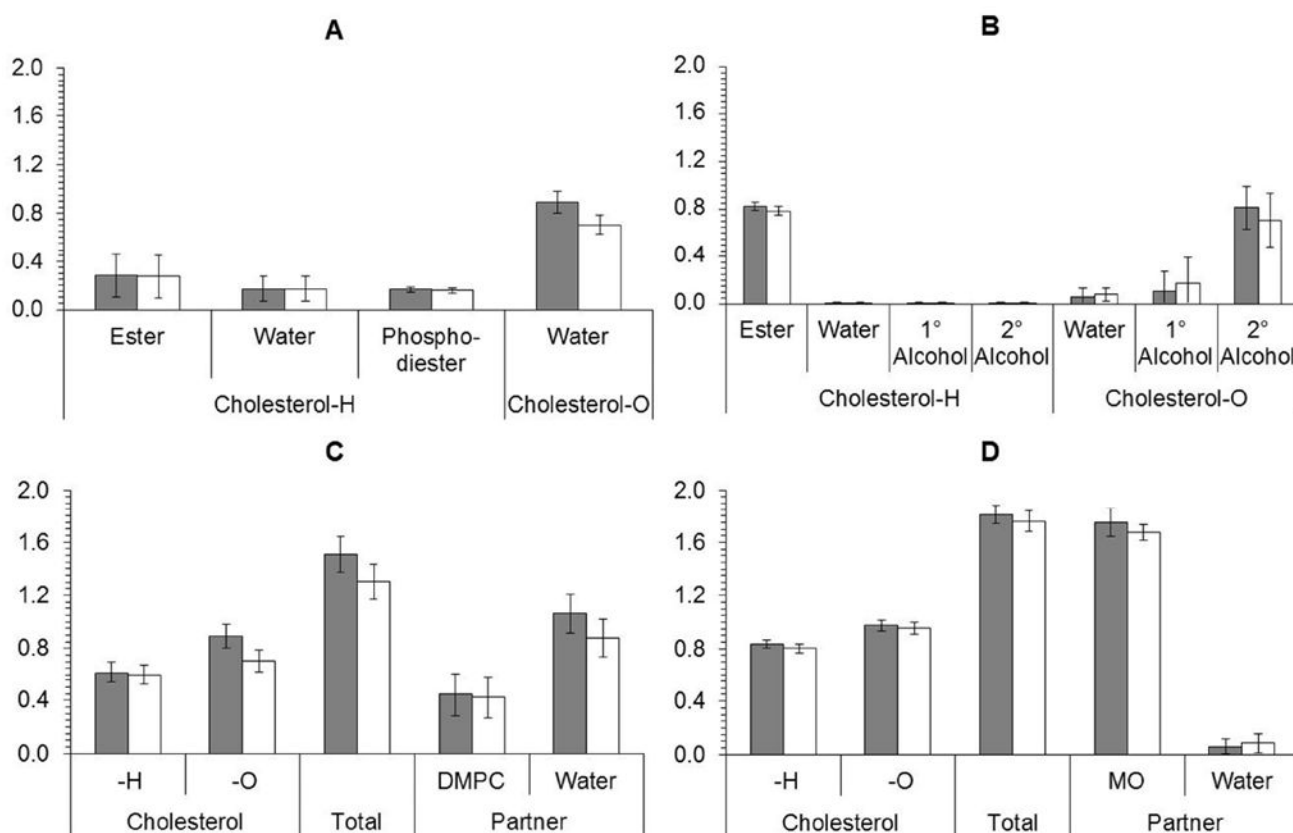 A
2.0
1.6
1.2
0.8
0.4
0.0
Ester
Water
Phospho-
diester
Water
Cholesterol-H
Cholesterol-O
B
2.0
1.6
1.2
0.8
0.4
0.0
Ester
Water
1°
Alcohol
2°
Alcohol
Water
1°
Alcohol
2°
Alcohol
Cholesterol-H
Cholesterol-O
C
2.0
1.6
1.2
0.8
0.4
0.0
-H
-O
DMPC
Water
Cholesterol
Total
Partner
D
2.0
1.6
1.2
0.8
0.4
0.0
-H
-O
MO
Water
Cholesterol
Total
Partner